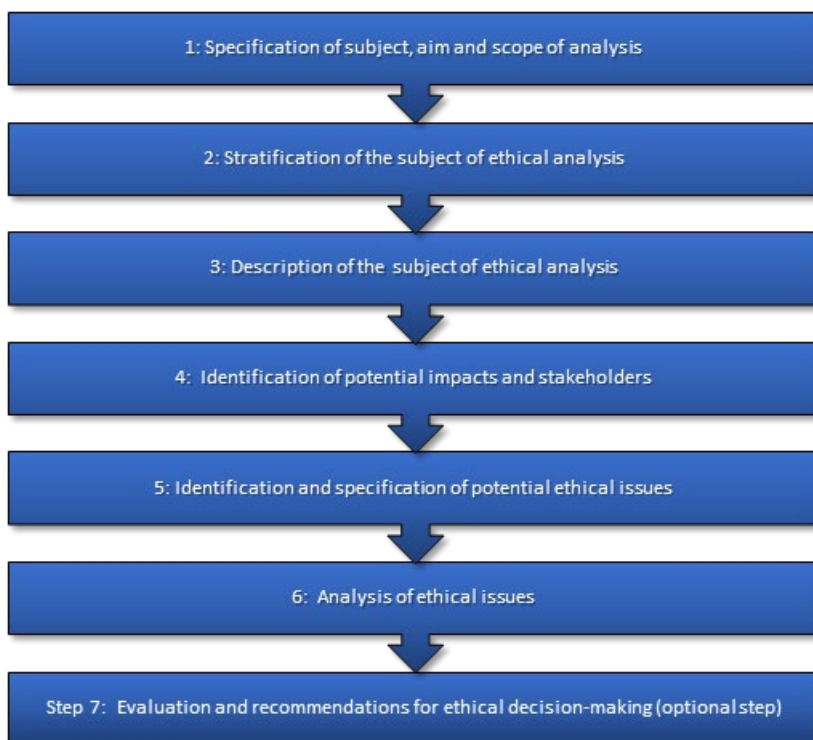 1: Specification of subject, aim and scope of analysis
2: Stratification of the subject of ethical analysis
3: Description of the  subject of ethical analysis
4:  Identification of potential impacts and stakeholders
5: Identification and specification of potential ethical issues
6:  Analysis of ethical issues
Step 7:  Evaluation and recommendations for ethical decision-making (optional step)